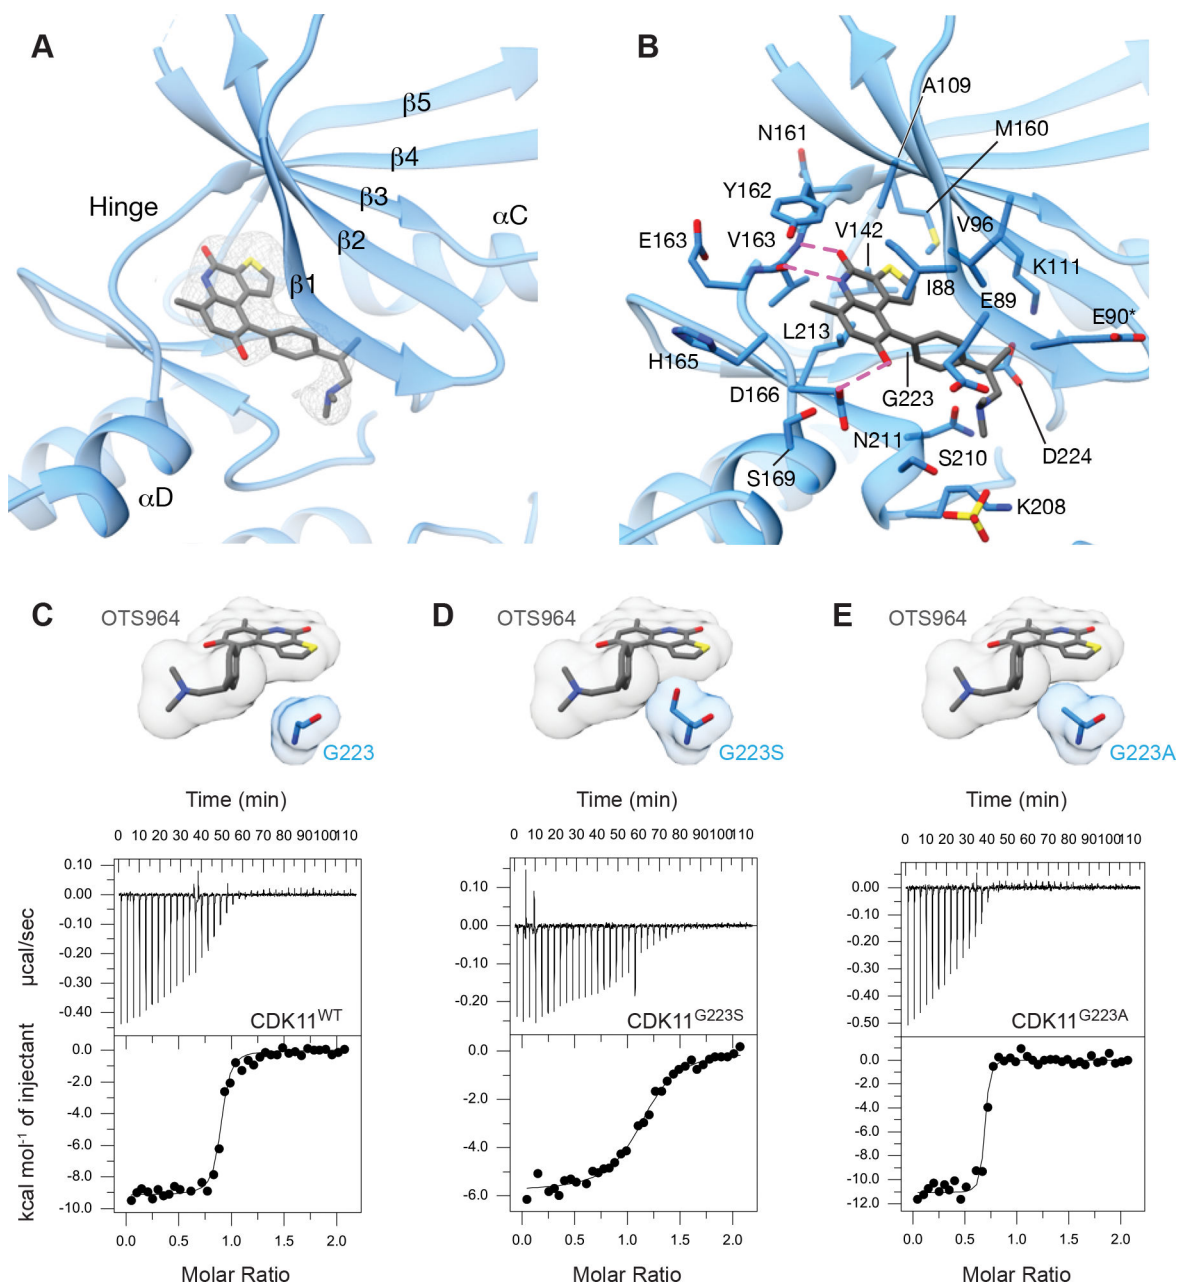 A
β5
β4
β3
Hinge
αC
β2
β1
αD
B
A109
N161
M160
Y162
E163
V163
V142
V96
K111
I88
E89
E90*
L213
H165
D166
G223
N211
S210
D224
S169
K208
C
OTS964
G223
Time (min)
0 10 20 30 40 50 60 70 80 90 100 110
0.10
0.00
-0.10
-0.20
-0.30
-0.40
µcal/sec
CDK11WT
0.0
-2.0
-4.0
-6.0
-8.0
-10.0
kcal mol-1 of injectant
0.0 0.5 1.0 1.5 2.0
Molar Ratio
D
OTS964
G223S
Time (min)
0 10 20 30 40 50 60 70 80 90 100 110
0.10
0.00
-0.10
-0.20
CDK11G223S
0.0
-2.0
-4.0
-6.0
0.0 0.5 1.0 1.5 2.0
Molar Ratio
E
OTS964
G223A
Time (min)
0 10 20 30 40 50 60 70 80 90 100 110
0.00
-0.10
-0.20
-0.30
-0.40
-0.50
CDK11G223A
0.0
-2.0
-4.0
-6.0
-8.0
-10.0
-12.0
0.0 0.5 1.0 1.5 2.0
Molar Ratio